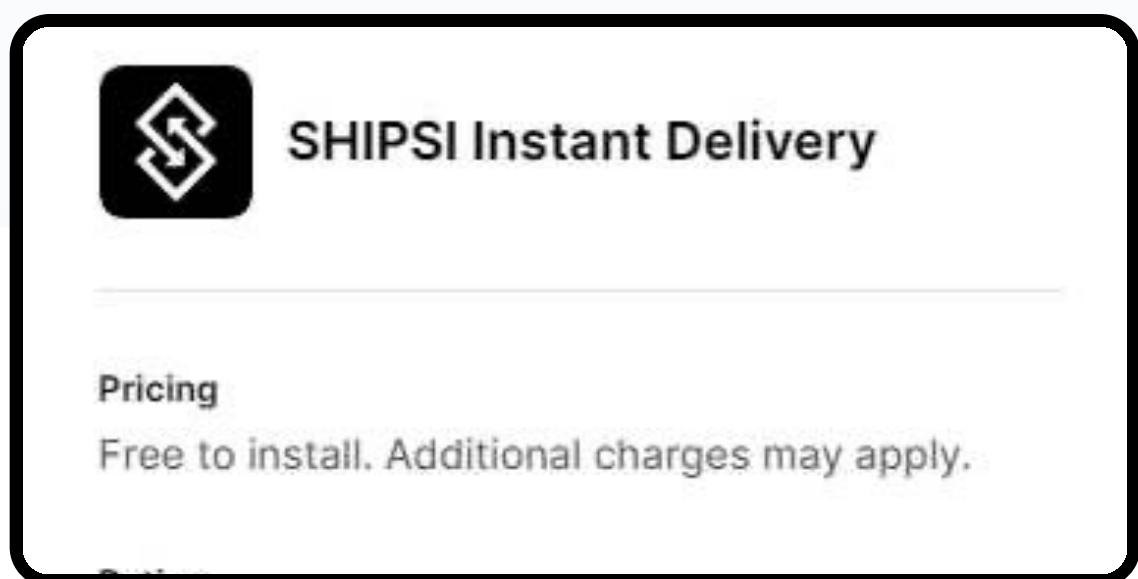 SHIPSI Instant Delivery
Pricing
Free to install. Additional charges may apply.